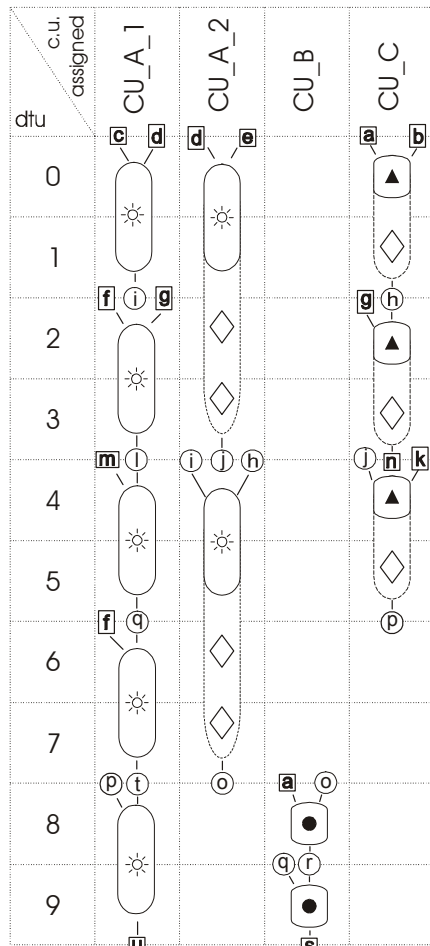 c.u.
assigned
dtu
CU_A_1
CU_A_2
CU_B
CU_C
c d d e a b
0
1
f i g g h
2
3
m l i j h j n k
4
5
f q p
6
7
p t o a o
8
q r
9
u s